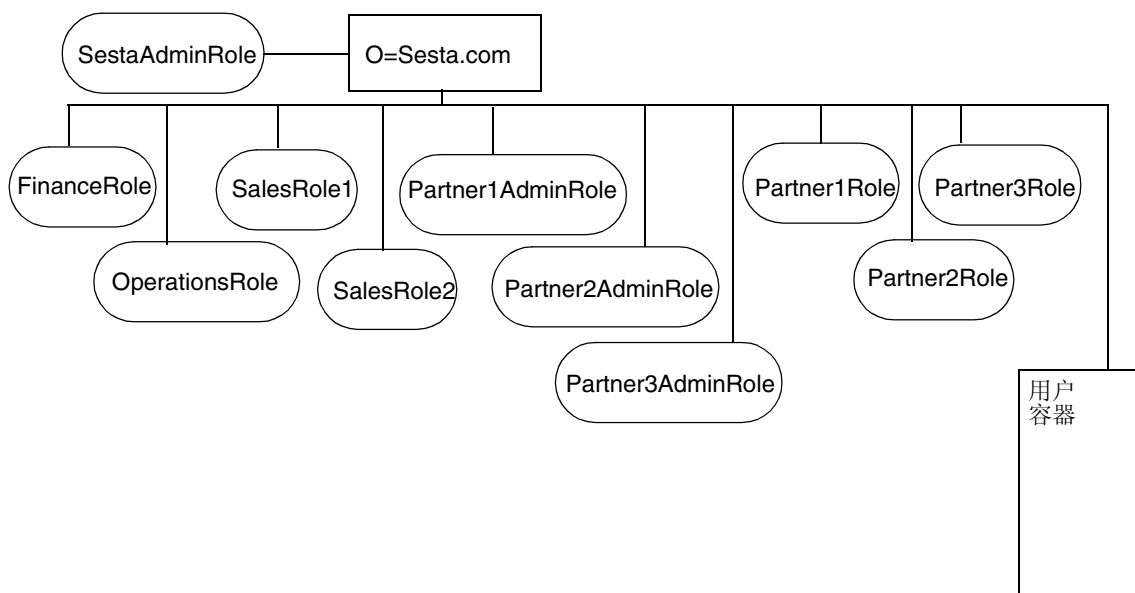 SestaAdminRole
O=Sesta.com
FinanceRole
SalesRole1
Partner1AdminRole
Partner1Role
Partner3Role
OperationsRole
SalesRole2
Partner2AdminRole
Partner2Role
Partner3AdminRole
用户
容器